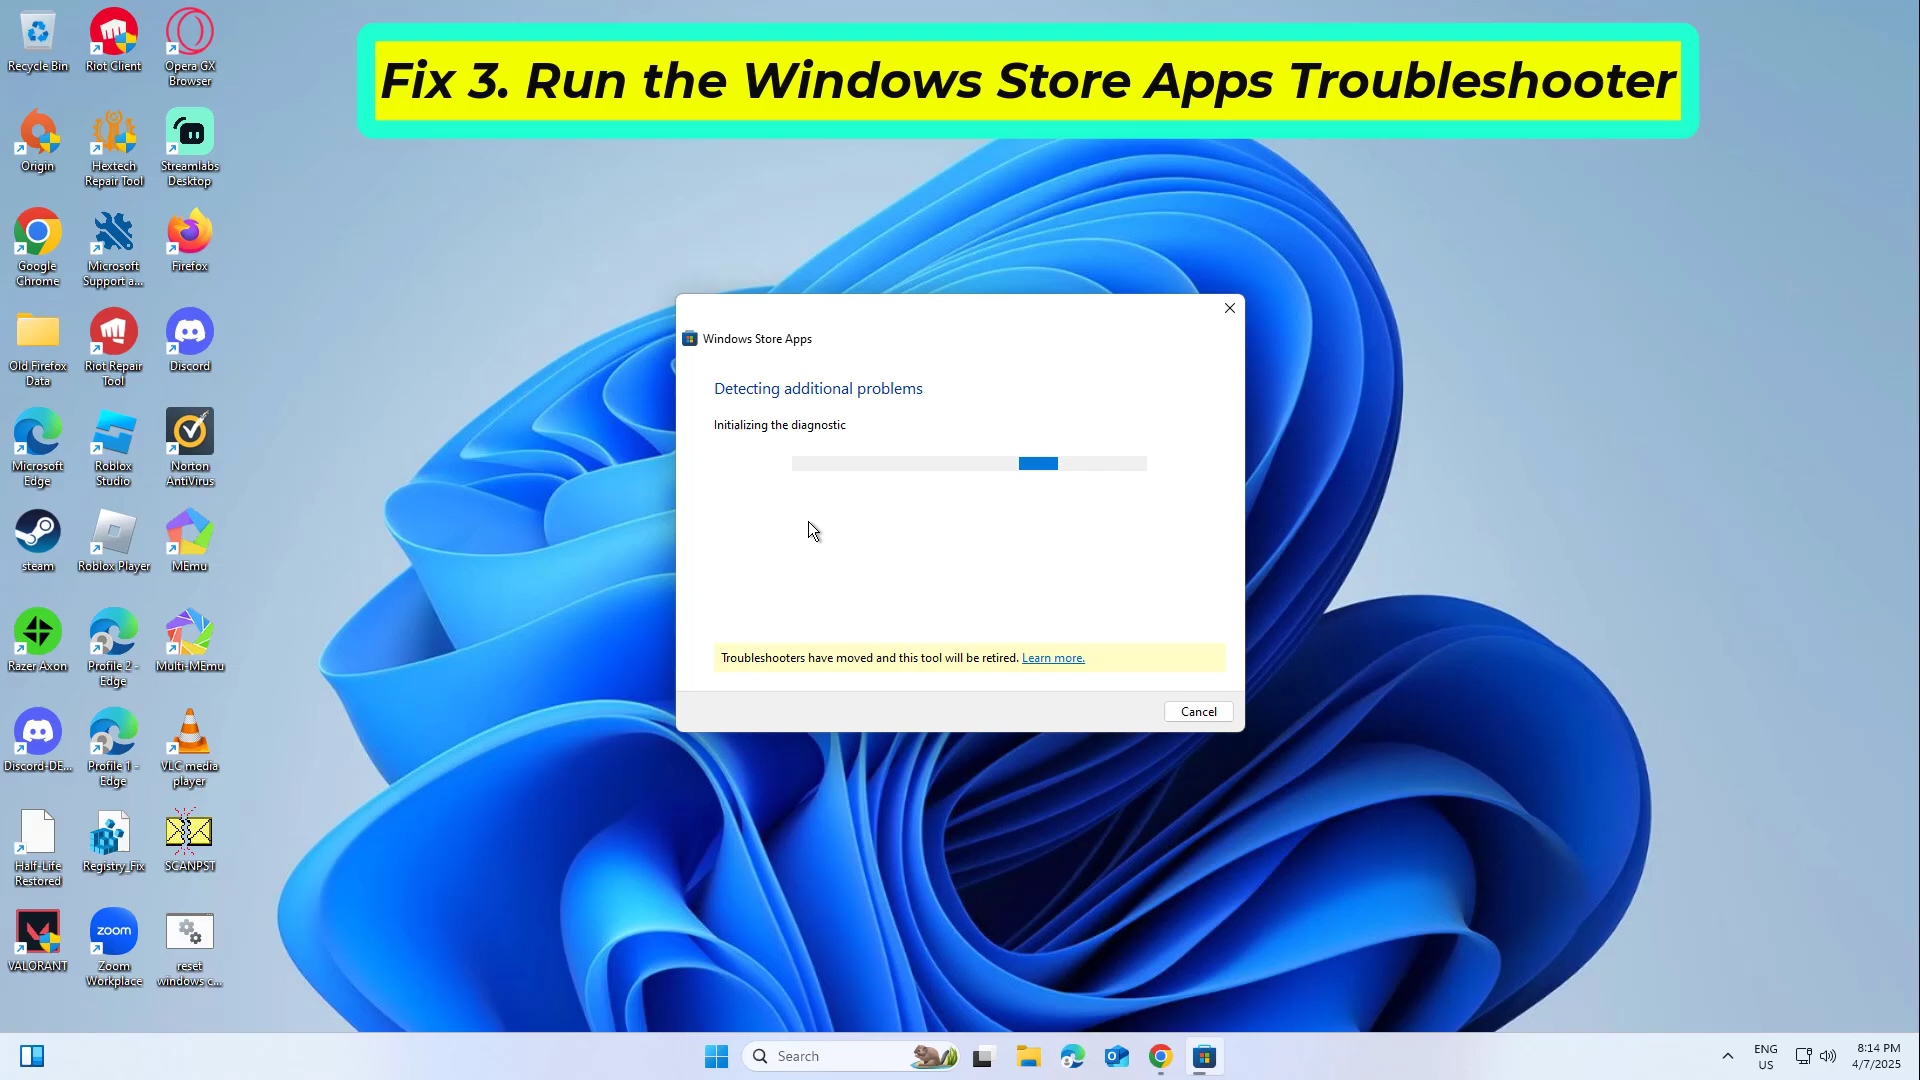 Fix 3. Run the Windows Store Apps Troubleshooter
Recycle Bin
Riot Client
Opera GX
Browser
Origin
Hextech
Repair Tool
Streamlabs
Desktop
Google
Chrome
Microsoft
Support a...
Firefox
Old Firefox
Data
Riot Repair
Tool
Discord
Microsoft
Edge
Roblox
Studio
Norton
AntiVirus
steam
Roblox Player
MEmu
Razer Axon
Profile 2 -
Edge
Multi-MEmu
Discord-DE...
Profile 1 -
Edge
VLC media
player
Half-Life
Restored
Registry_Fix
SCANPST
VALORANT
zoom
Zoom
Workplace
reset
windows c...
Windows Store Apps
Detecting additional problems
Initializing the diagnostic
Troubleshooters have moved and this tool will be retired. Learn more.
Cancel
Search
ENG
US
8:14 PM
4/7/2025